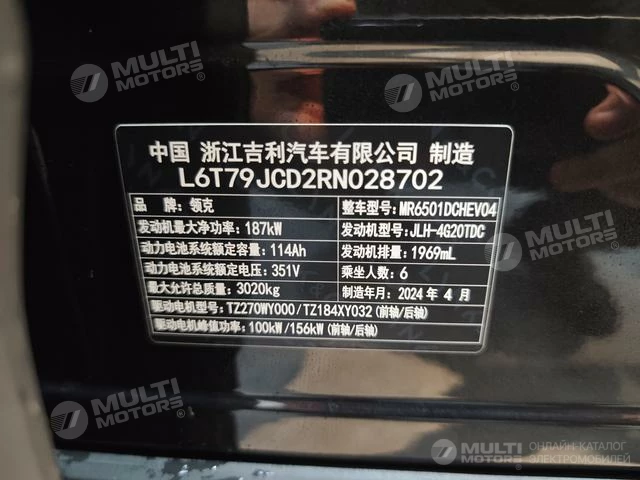 MULTI
MOTORS
MULTI
MOTORS
中国 浙江吉利汽车有限公司 制造
L6T79JCD2RN028702
品牌：领克 整车型号：MR6501DCHEV04
发动机最大净功率：187kW 发动机型号：JLH-4G20TDC
动力电池系统额定容量：114Ah 发动机排量：1969mL
动力电池系统额定电压：351V 乘坐人数：6
最大允许总质量：3020kg 制造年月：2024 年 4 月
驱动电机型号：TZ270WY000/TZ184XY032（前轴/后轴）
驱动电机峰值功率：100kW/156kW（前轴/后轴）
MULTI
MOTORS
MULTI
MOTORS
MULTI
MOTORS
ОНЛАЙН-КАТАЛОГ
ЭЛЕКТРОМОБИЛЕЙ